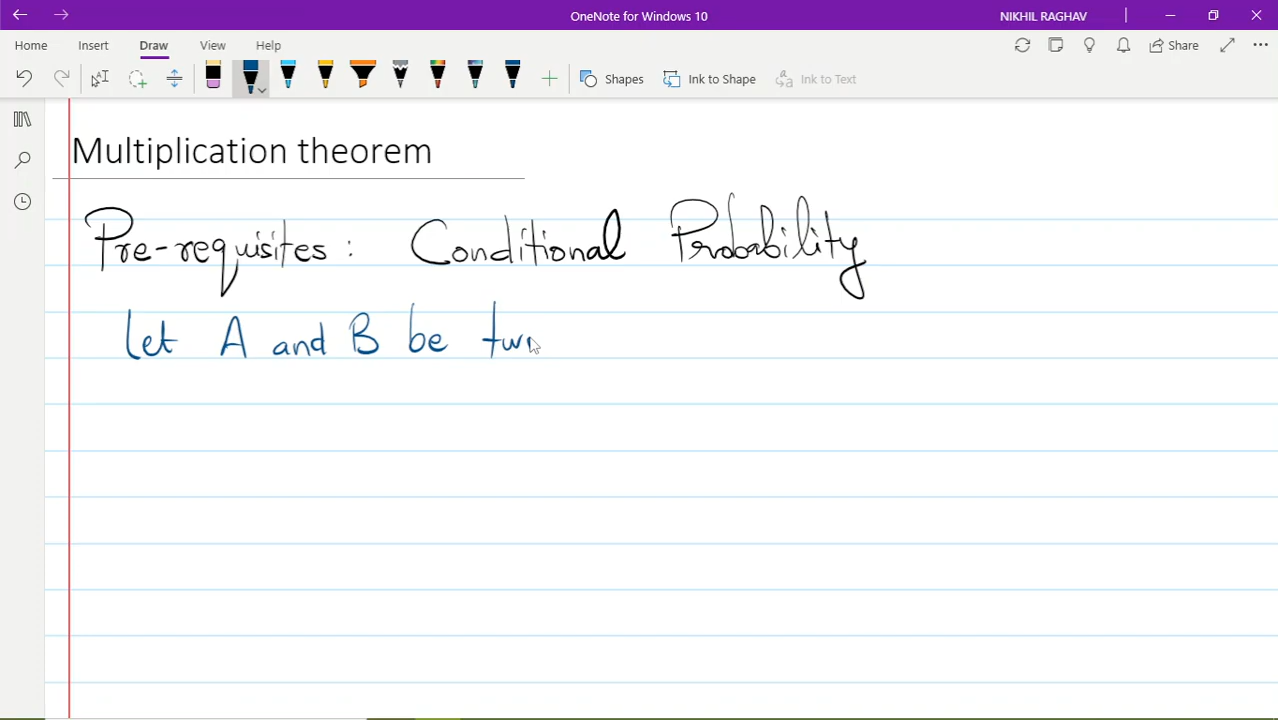 OneNote for Windows 10
NIKHIL RAGHAV
Home Insert Draw View Help
Share
Shapes Ink to Shape Ink to Text
Multiplication theorem
Pre-requisites: Conditional Probability
let A and B be